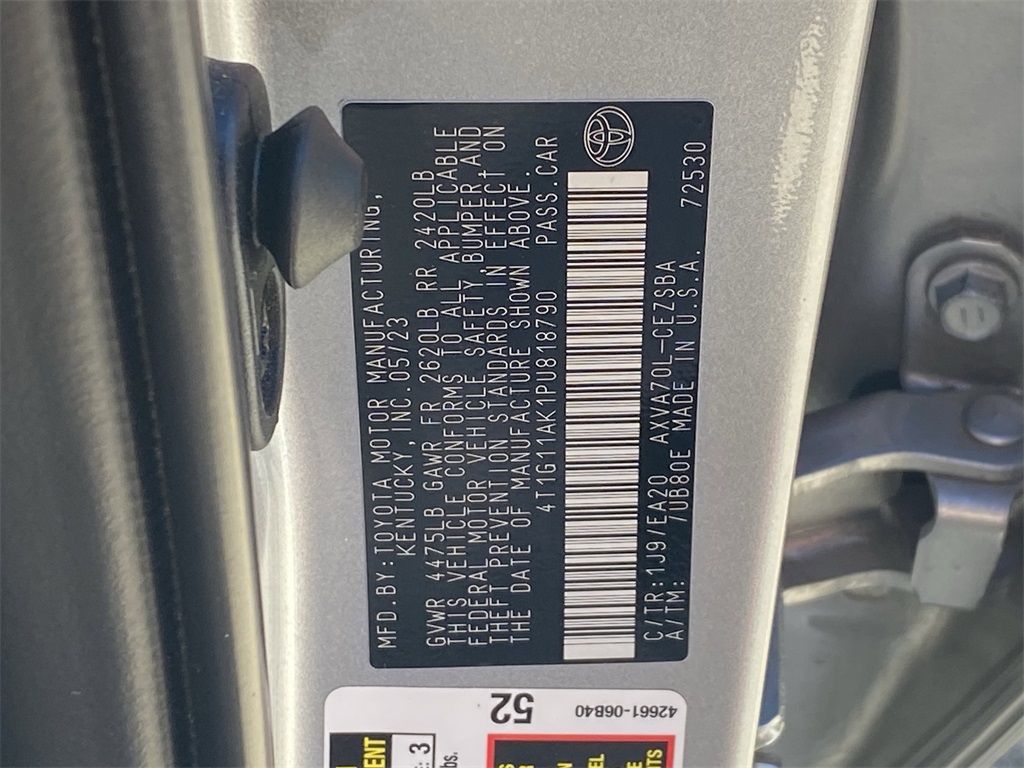 MFD.BY:TOYOTA MOTOR MANUFACTURING,
KENTUCKY,INC.05/23
GVWR 4475LB GAWR FR 2620LB RR 2420LB
THIS VEHICLE CONFORMS TO ALL APPLICABLE
FEDERAL MOTOR VEHICLE SAFETY, BUMPER, AND
THEFT PREVENTION STANDARDS IN EFFECT ON
THE DATE OF MANUFACTURE SHOWN ABOVE.
4T1G11AK1PU818790 PASS.CAR
C/TR:1J9/EA20 AXVA70L-CEZSBA
A/TM: /UB80E MADE IN U.S.A. 72530
52
42661-06B40
3